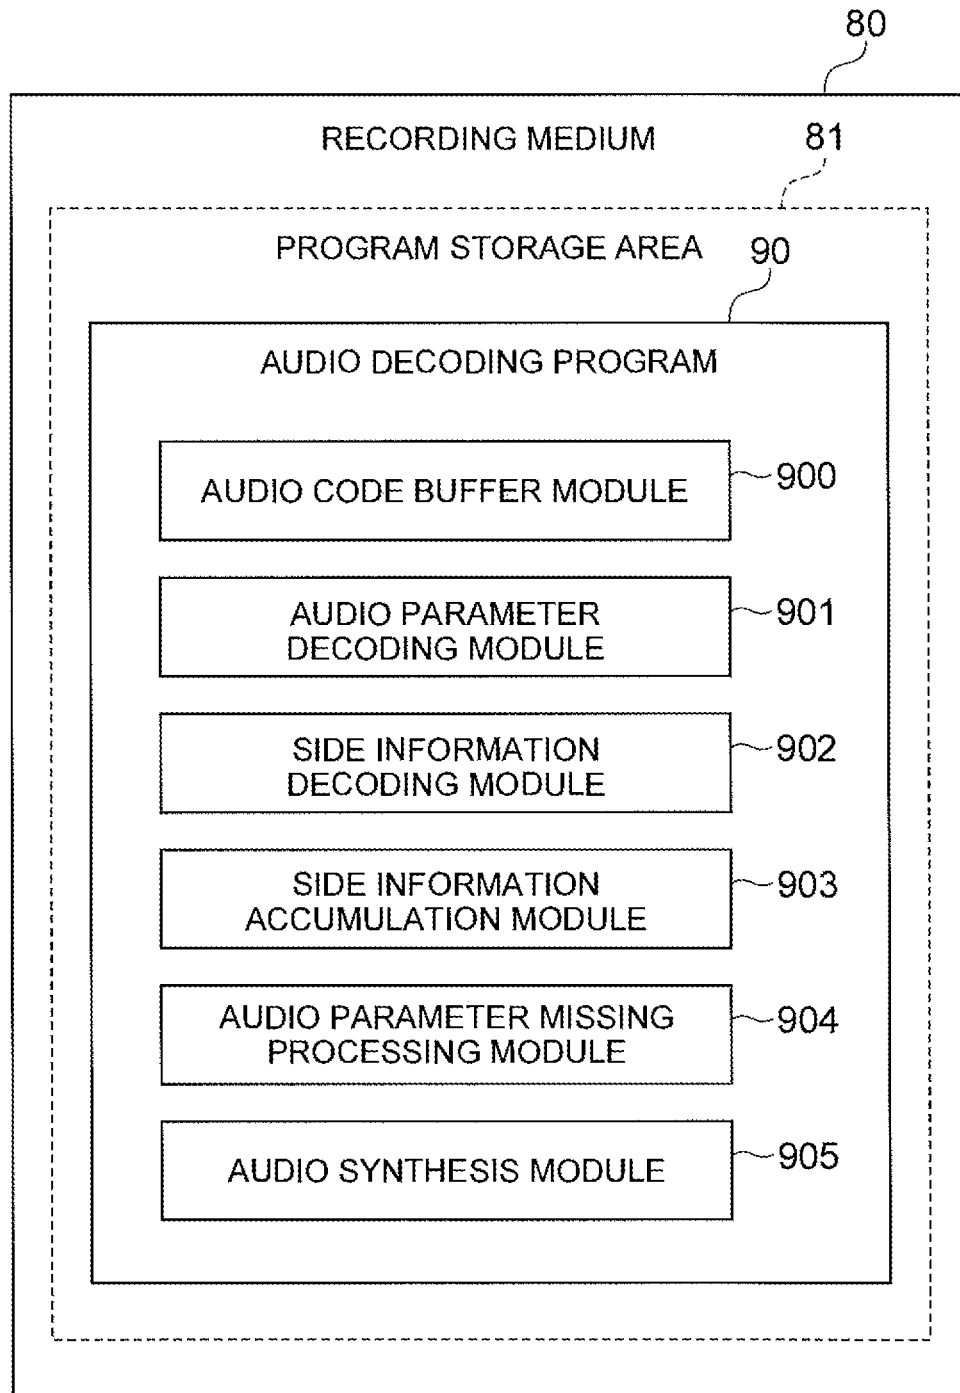 80
RECORDING MEDIUM
81
PROGRAM STORAGE AREA
90
AUDIO DECODING PROGRAM
AUDIO CODE BUFFER MODULE
900
AUDIO PARAMETER
DECODING MODULE
901
SIDE INFORMATION
DECODING MODULE
902
SIDE INFORMATION
ACCUMULATION MODULE
903
AUDIO PARAMETER MISSING
PROCESSING MODULE
904
AUDIO SYNTHESIS MODULE
905